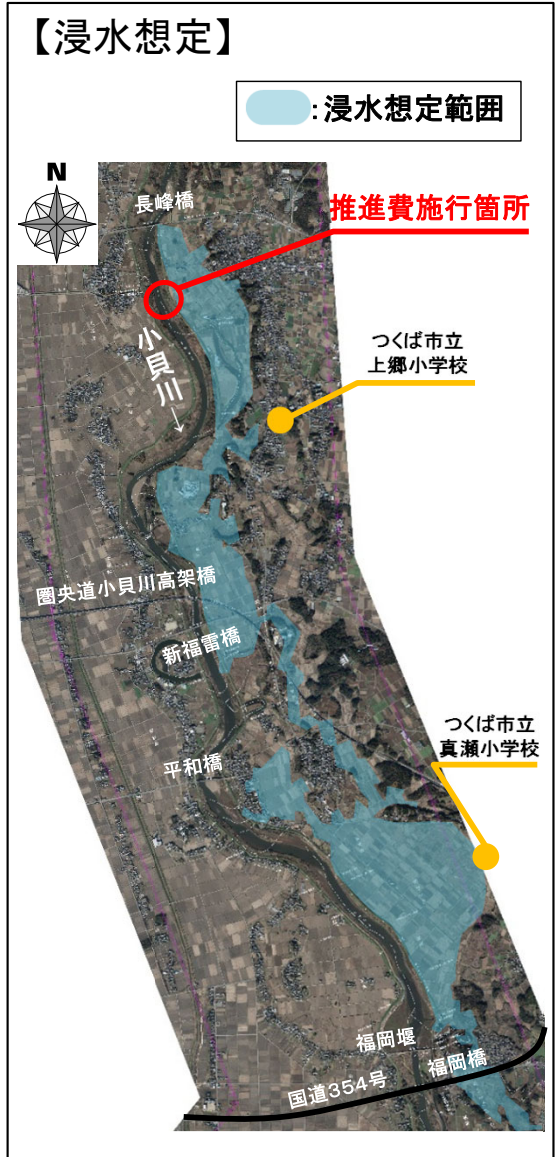 【浸水想定】
:浸水想定範囲
N
長峰橋
推進費施行箇所
小貝川→
つくば市立
上郷小学校
圏央道小貝川高架橋
新福雷橋
つくば市立
真瀬小学校
平和橋
福岡堰
福岡橋
国道354号